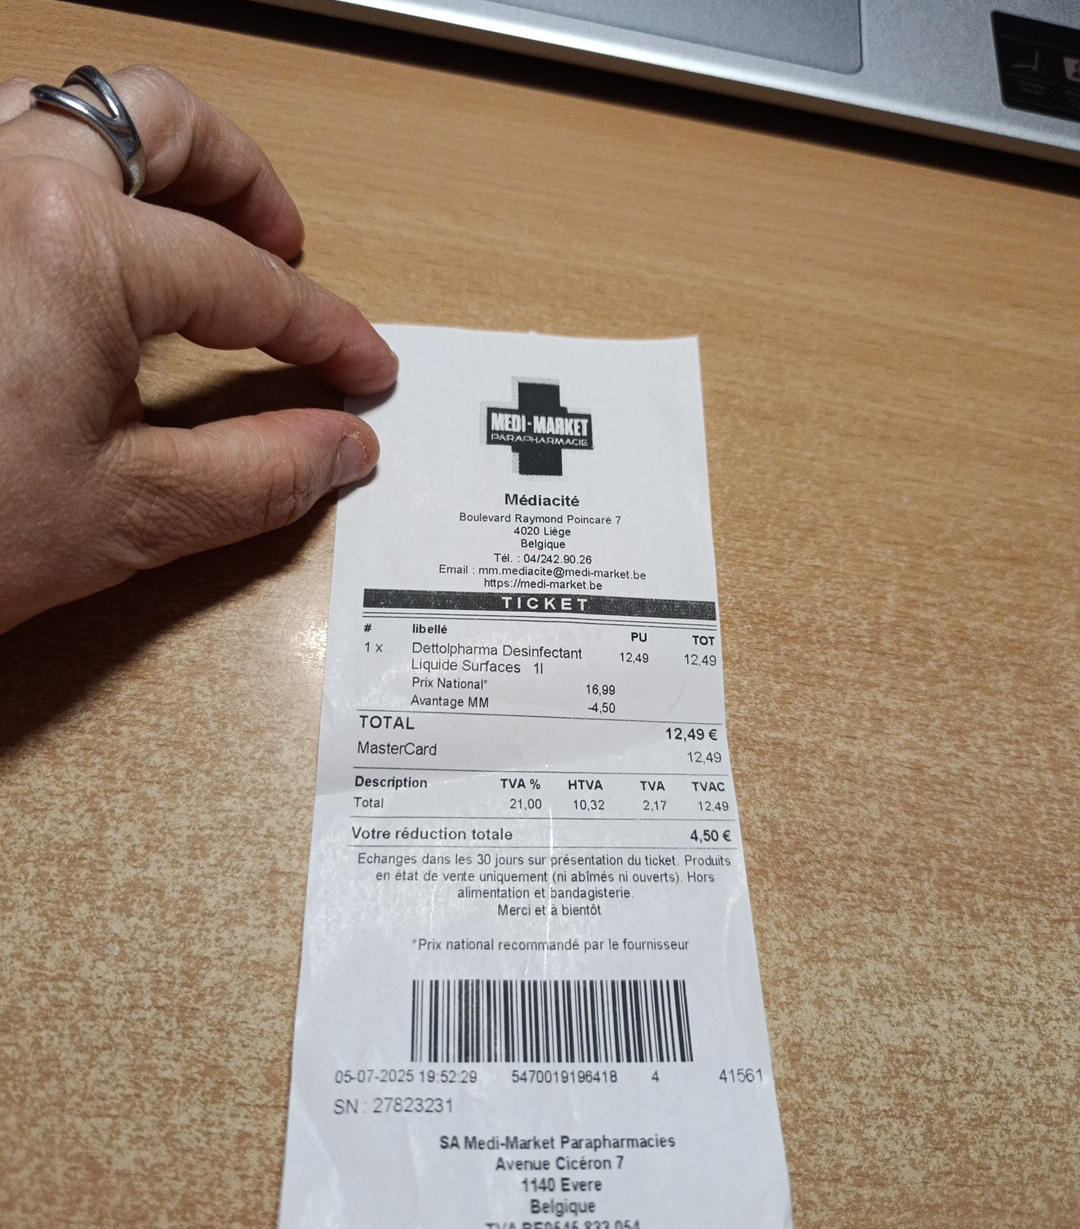 MEDI-MARKET
PARAPHARMACIE
Médiacité
Boulevard Raymond Poincaré 7
4020 Liège
Belgique
Tél. : 04/242.90.26
Email : mm.mediacite@medi-market.be
https://medi-market.be
TICKET
# libellé PU TOT
1 x Dettolpharma Desinfectant 12,49 12,49
Liquide Surfaces 1l
Prix National* 16,99
Avantage MM -4,50
TOTAL 12,49 €
MasterCard 12,49
Description TVA % HTVA TVA TVAC
Total 21,00 10,32 2,17 12,49
Votre réduction totale 4,50 €
Echanges dans les 30 jours sur présentation du ticket. Produits
en état de vente uniquement (ni abîmés ni ouverts). Hors
alimentation et bandagisterie.
Merci et à bientôt
*Prix national recommandé par le fournisseur
05-07-2025 19:52:29 5470019196418 4 41561
SN : 27823231
SA Medi-Market Parapharmacies
Avenue Cicéron 7
1140 Evere
Belgique
TVA BE0545.833.054